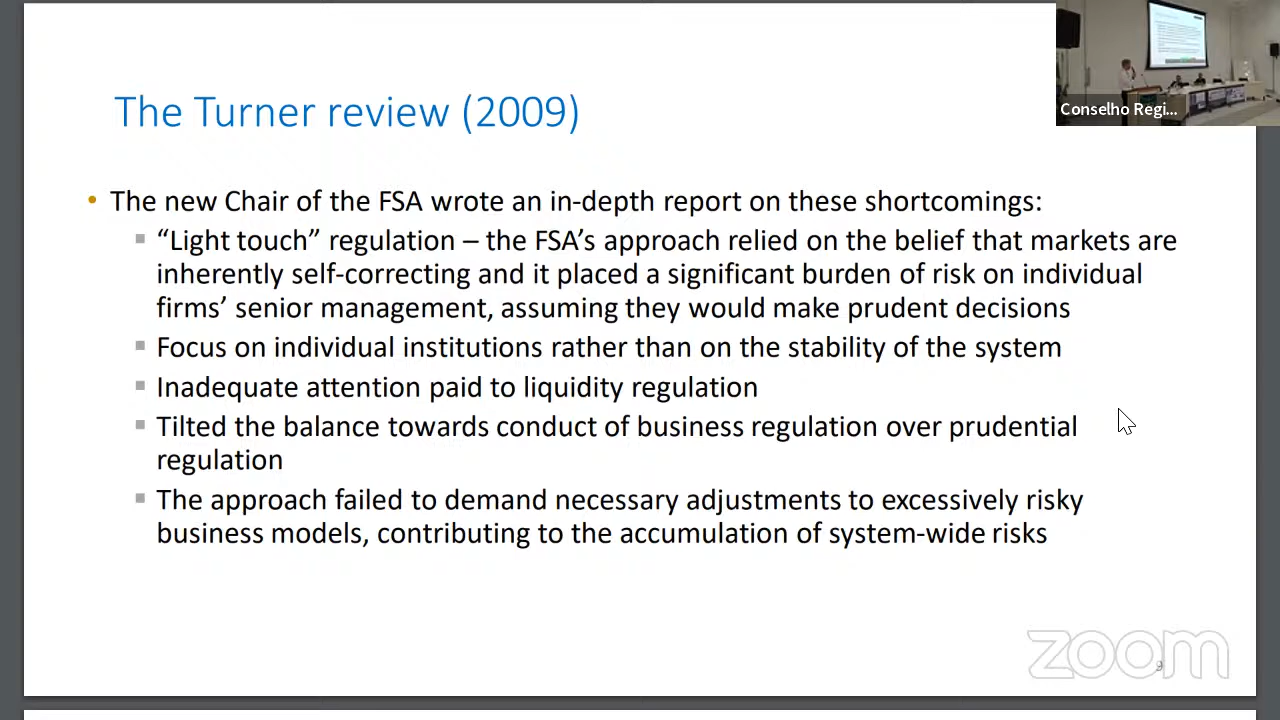 The Turner review (2009)
Conselho Regi...
• The new Chair of the FSA wrote an in-depth report on these shortcomings:
▪ “Light touch” regulation – the FSA’s approach relied on the belief that markets are
inherently self-correcting and it placed a significant burden of risk on individual
firms’ senior management, assuming they would make prudent decisions
▪ Focus on individual institutions rather than on the stability of the system
▪ Inadequate attention paid to liquidity regulation
▪ Tilted the balance towards conduct of business regulation over prudential
regulation
▪ The approach failed to demand necessary adjustments to excessively risky
business models, contributing to the accumulation of system-wide risks
zoom
9